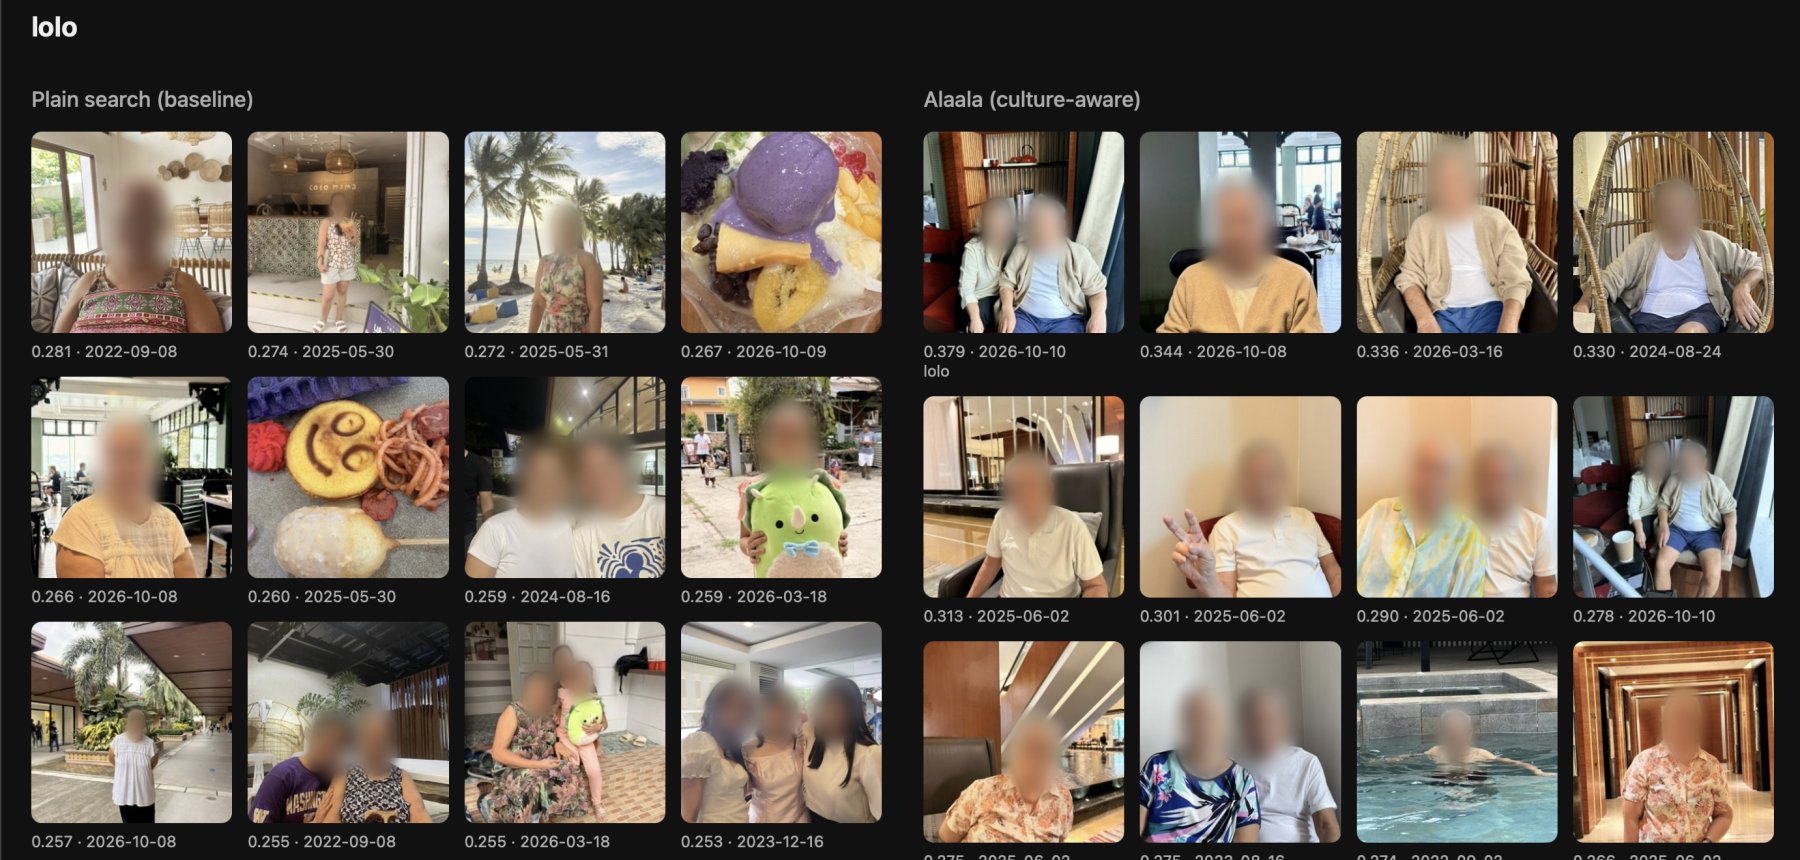 lolo
Plain search (baseline)
0.281 · 2022-09-08
0.274 · 2025-05-30
0.272 · 2025-05-31
0.267 · 2026-10-09
0.266 · 2026-10-08
0.260 · 2025-05-30
0.259 · 2024-08-16
0.259 · 2026-03-18
0.257 · 2026-10-08
0.255 · 2022-09-08
0.255 · 2026-03-18
0.253 · 2023-12-16
coco mama
WASHINGTON
Alaala (culture-aware)
0.379 · 2026-10-10
lolo
0.344 · 2026-10-08
0.336 · 2026-03-16
0.330 · 2024-08-24
0.313 · 2025-06-02
0.301 · 2025-06-02
0.290 · 2025-06-02
0.278 · 2026-10-10